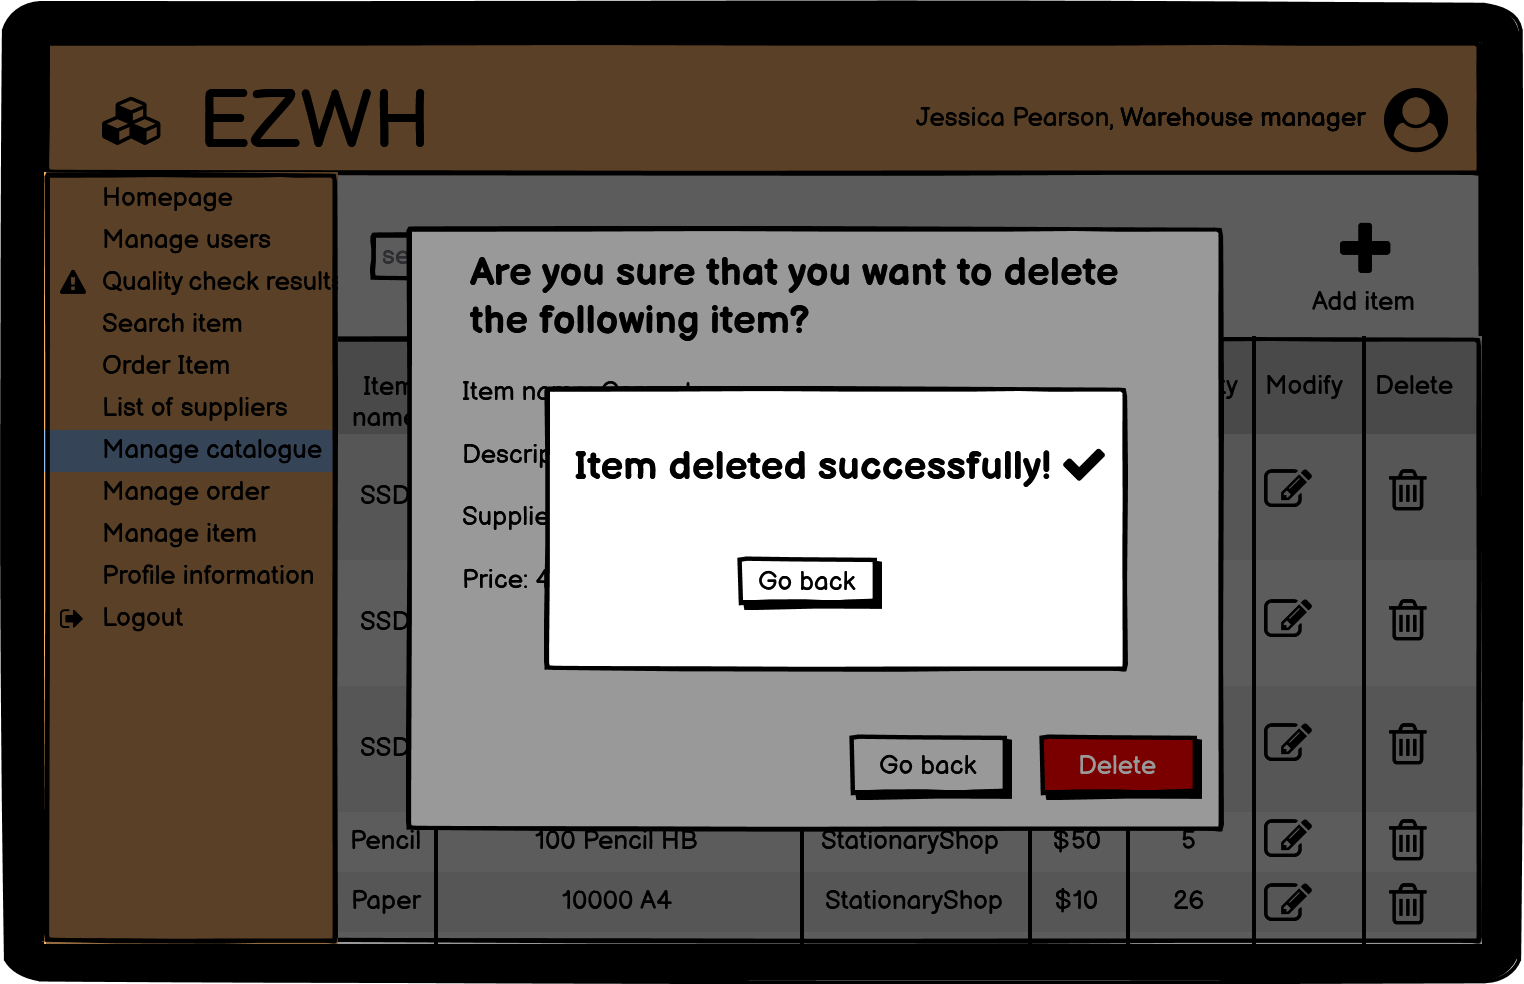 EZWH
Jessica Pearson, Warehouse manager
Homepage
Manage users
Quality check result
Search item
Order Item
List of suppliers
Manage catalogue
Manage order
Manage item
Profile information
Logout
se
Add item
Are you sure that you want to delete
the following item?
Item
name
Modify
Delete
Item
Descrip
Supplie
Price: 4
Item deleted successfully!
Go back
SSD
SSD
SSD
Go back
Delete
Pencil 100 Pencil HB StationaryShop $50 5
Paper 10000 A4 StationaryShop $10 26